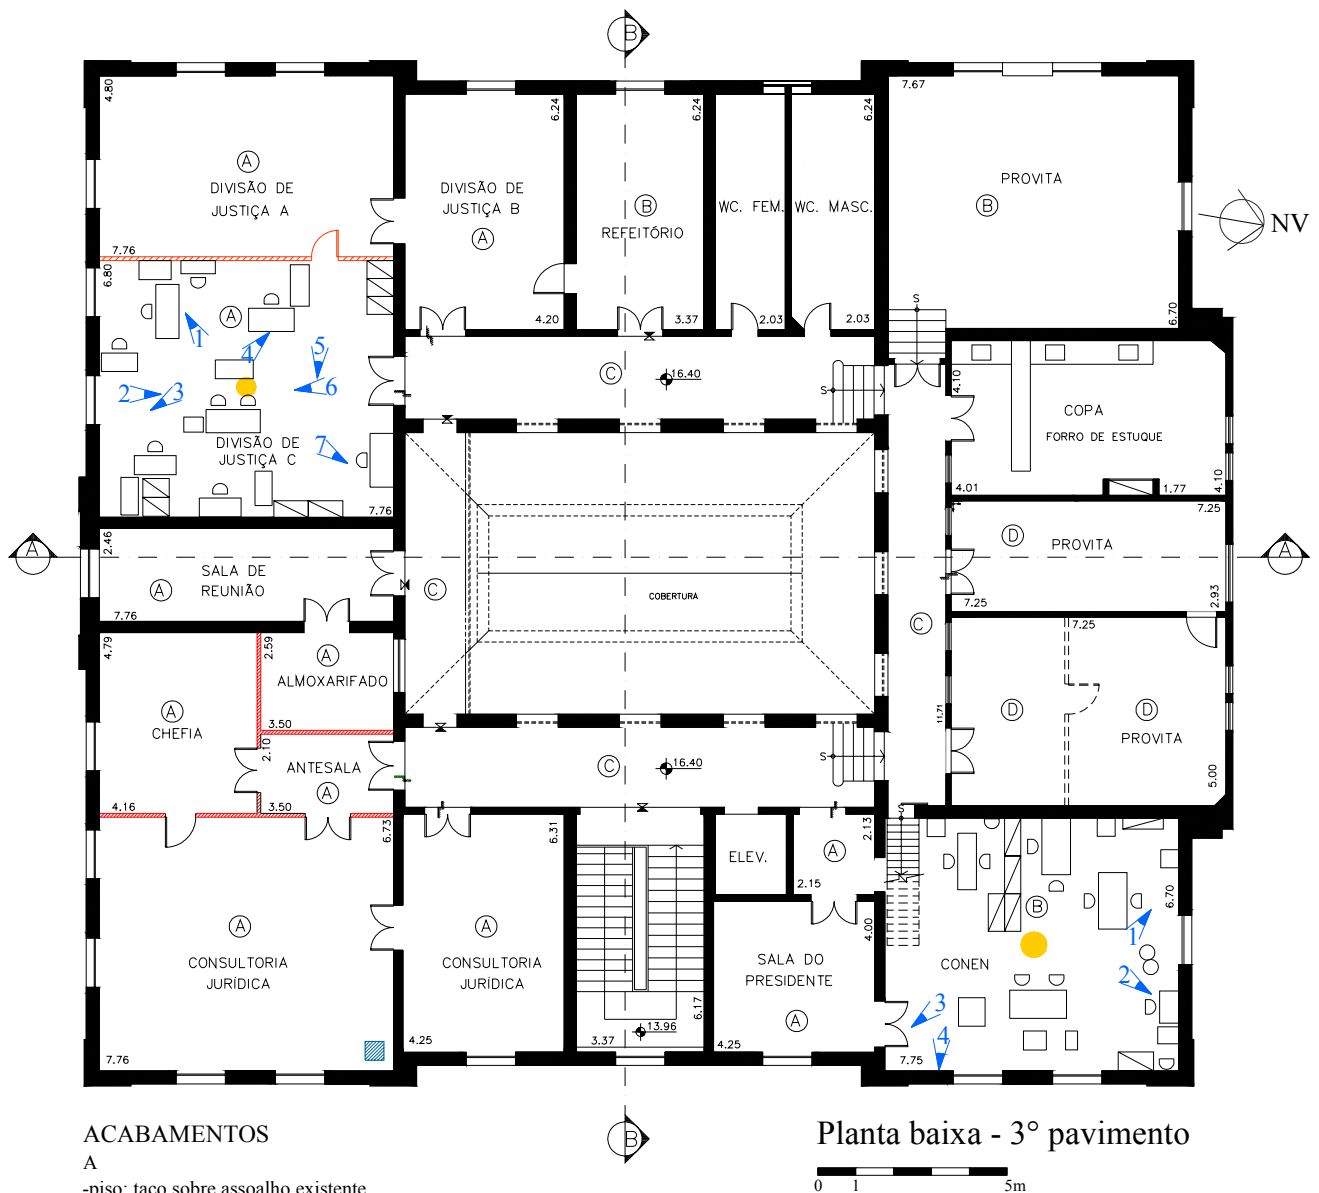 B
4.80
7.67
6.24
6.24
6.24
A
DIVISÃO DE
JUSTIÇA A
DIVISÃO DE
JUSTIÇA B
A
B
REFEITÓRIO
WC. FEM.
WC. MASC.
PROVITA
B
NV
7.76
6.80
4.20
3.37
2.03
2.03
6.70
S
A
1
4
5
6
2
3
7
DIVISÃO DE
JUSTIÇA C
7.76
C
16.40
S
4.10
COPA
FORRO DE ESTUQUE
4.01
1.77
4.10
7.25
A
2.46
SALA DE
REUNIÃO
A
7.76
C
COBERTURA
D
PROVITA
7.25
2.93
A
C
4.79
2.59
A
ALMOXARIFADO
3.50
A
CHEFIA
2.10
ANTESALA
A
3.50
4.16
6.73
C
16.40
S
11.71
7.25
D
D
PROVITA
5.00
S
6.31
ELEV.
2.13
A
2.15
A
CONSULTORIA
JURÍDICA
7.76
A
CONSULTORIA
JURÍDICA
4.25
3.37
6.17
13.96
4.00
SALA DO
PRESIDENTE
A
4.25
B
CONEN
6.70
1
2
3
4
7.75
B
ACABAMENTOS
A
-piso: taco sobre assoalho existente
Planta baixa - 3° pavimento
0 1 5m